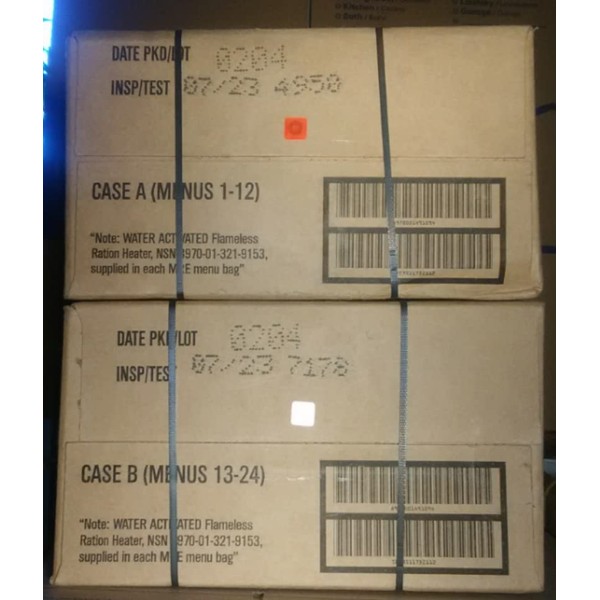 DATE PKD/LOT 0204
INSP/TEST 07/23 4950
CASE A (MENUS 1-12)
"Note: WATER ACTIVATED Flameless
Ration Heater, NSN 8970-01-321-9153,
supplied in each MRE menu bag"
DATE PKD/LOT 0204
INSP/TEST 07/23 7178
CASE B (MENUS 13-24)
"Note: WATER ACTIVATED Flameless
Ration Heater, NSN 8970-01-321-9153,
supplied in each MRE menu bag"